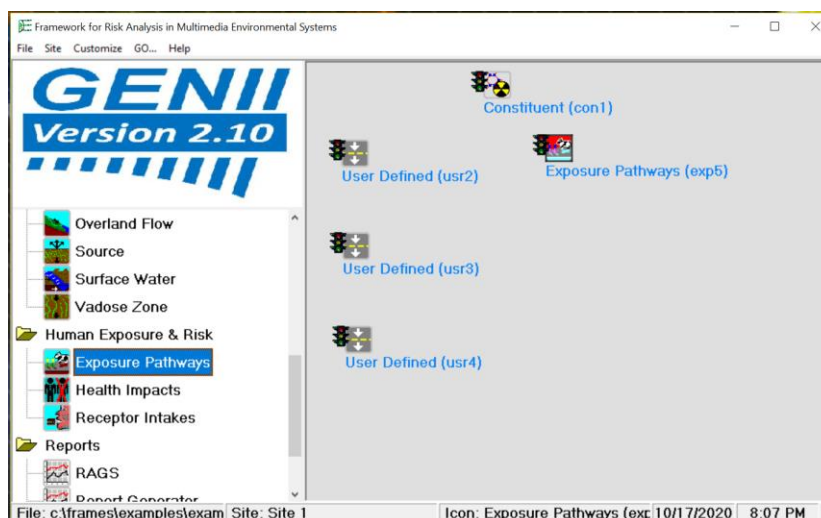 Framework for Risk Analysis in Multimedia Environmental Systems
File Site Customize GO... Help
GENII
Version 2.10
Overland Flow
Source
Surface Water
Vadose Zone
Human Exposure & Risk
Exposure Pathways
Health Impacts
Receptor Intakes
Reports
RAGS
Report Generator
Constituent (con1)
User Defined (usr2)
Exposure Pathways (exp5)
User Defined (usr3)
User Defined (usr4)
File: c:\frames\examples\exam Site: Site 1 Icon: Exposure Pathways (exp 10/17/2020 8:07 PM